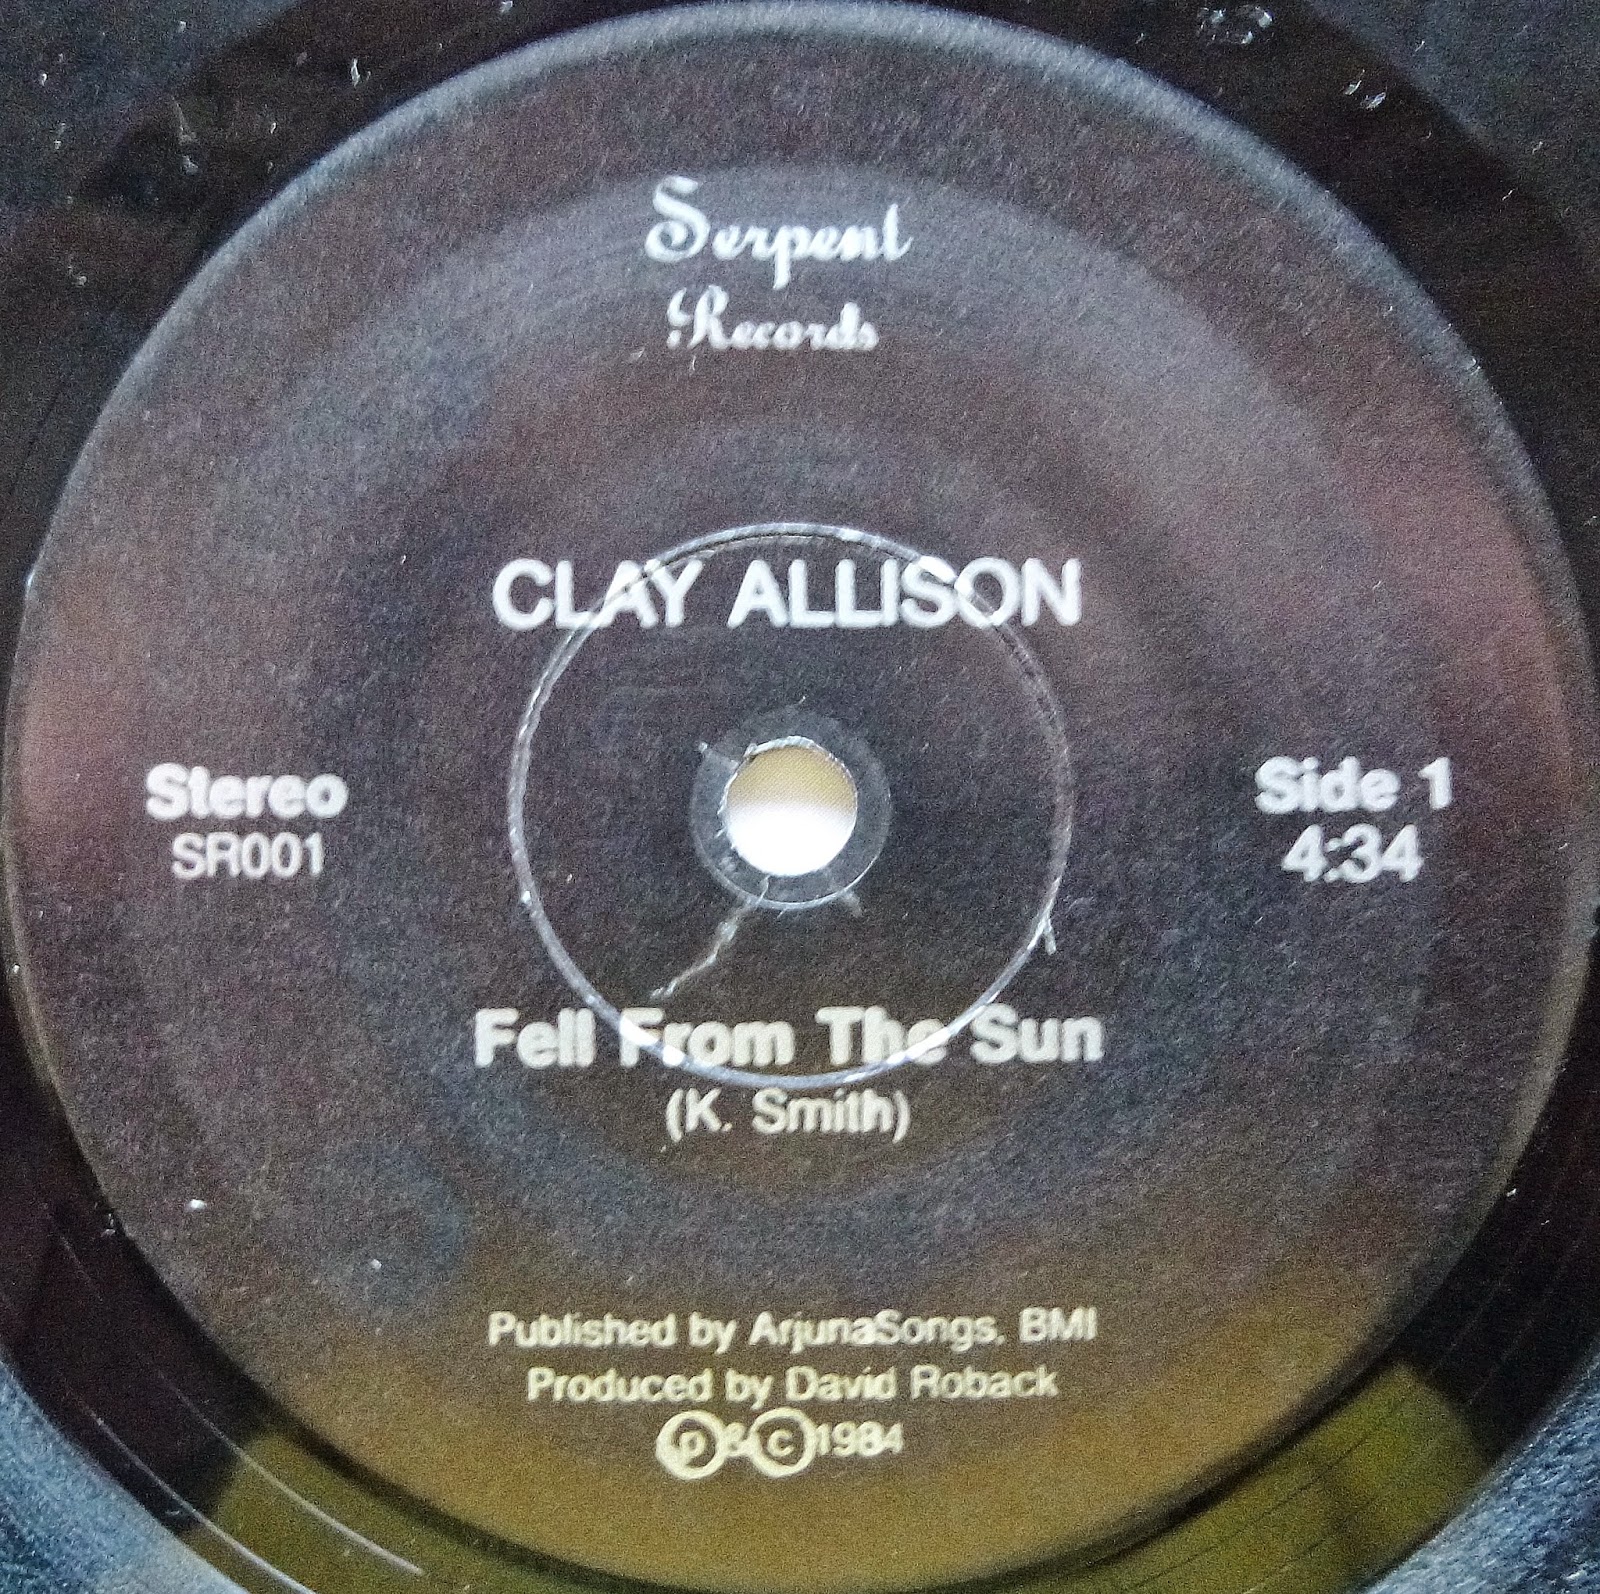 Serpent
Records
CLAY ALLISON
Stereo
SR001
Side 1
4:34
Fell From The Sun
(K. Smith)
Published by ArjunaSongs, BMI
Produced by David Roback
℗&©1984